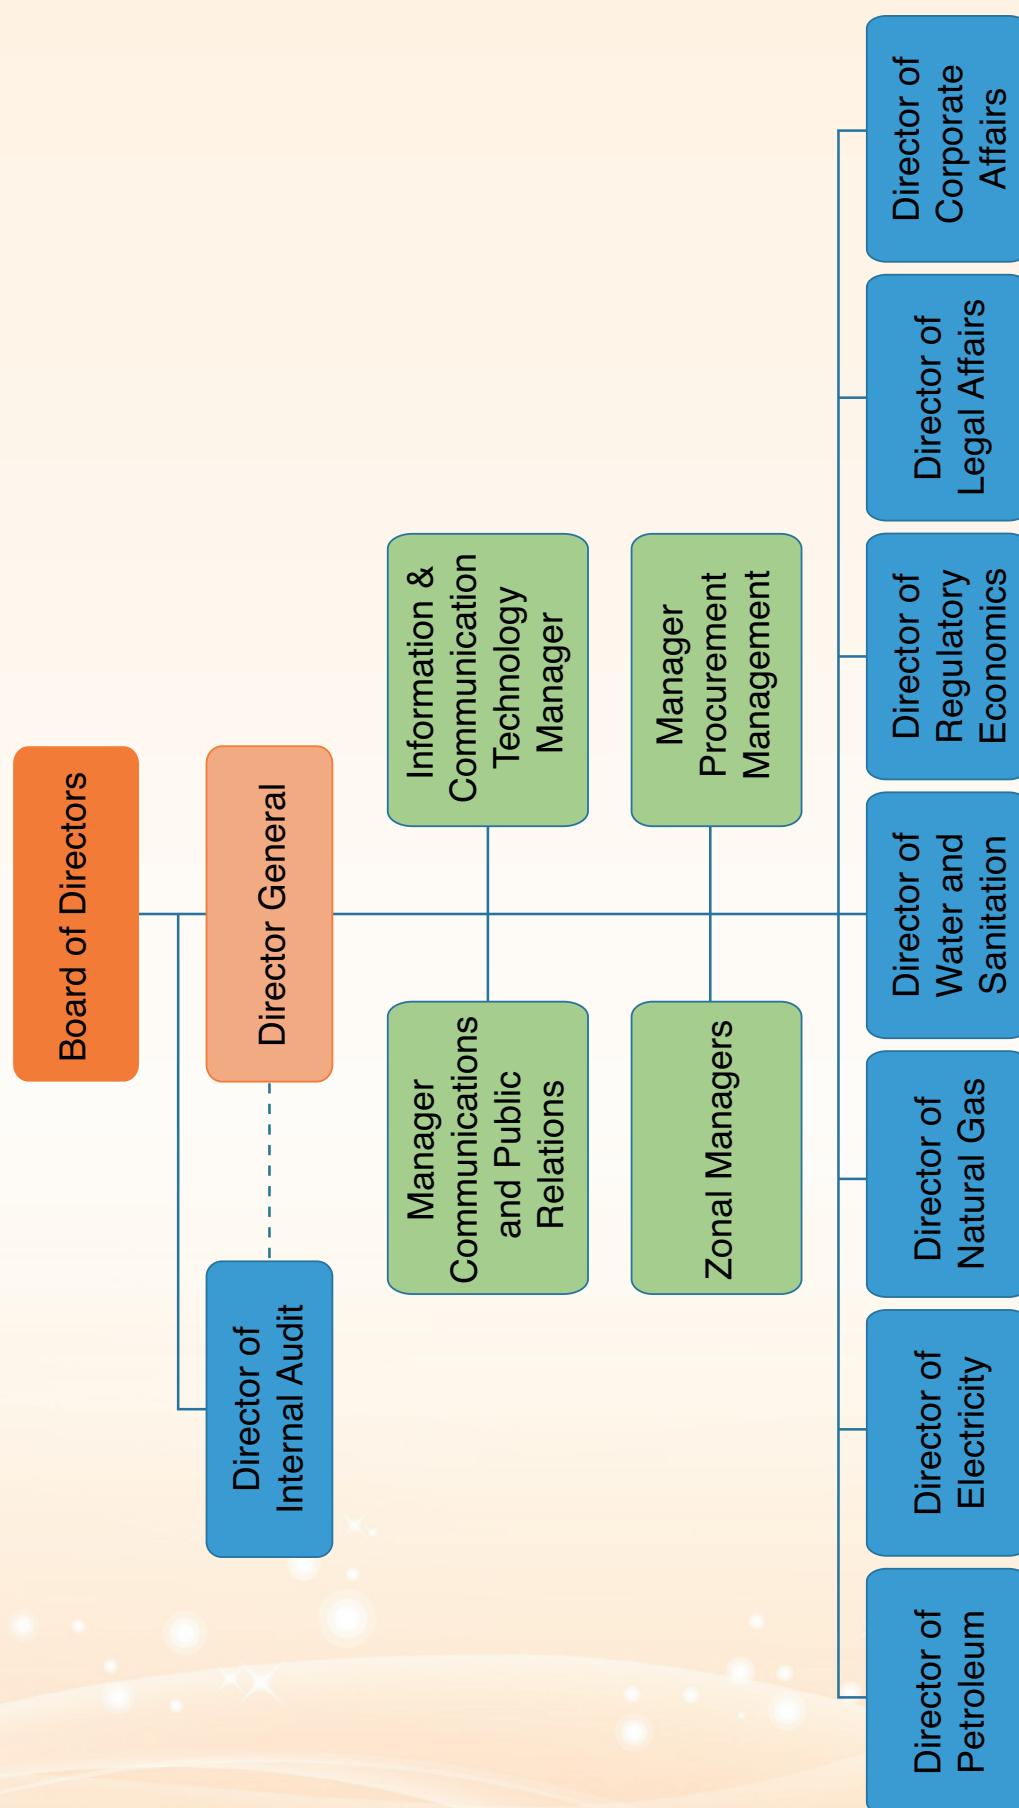 Board of Directors
Director of
Internal Audit
Director General
Manager
Communications
and Public
Relations
Information &
Communication
Technology
Manager
Zonal Managers
Manager
Procurement
Management
Director of
Petroleum
Director of
Electricity
Director of
Natural Gas
Director of
Water and
Sanitation
Director of
Regulatory
Economics
Director of
Legal Affairs
Director of
Corporate
Affairs